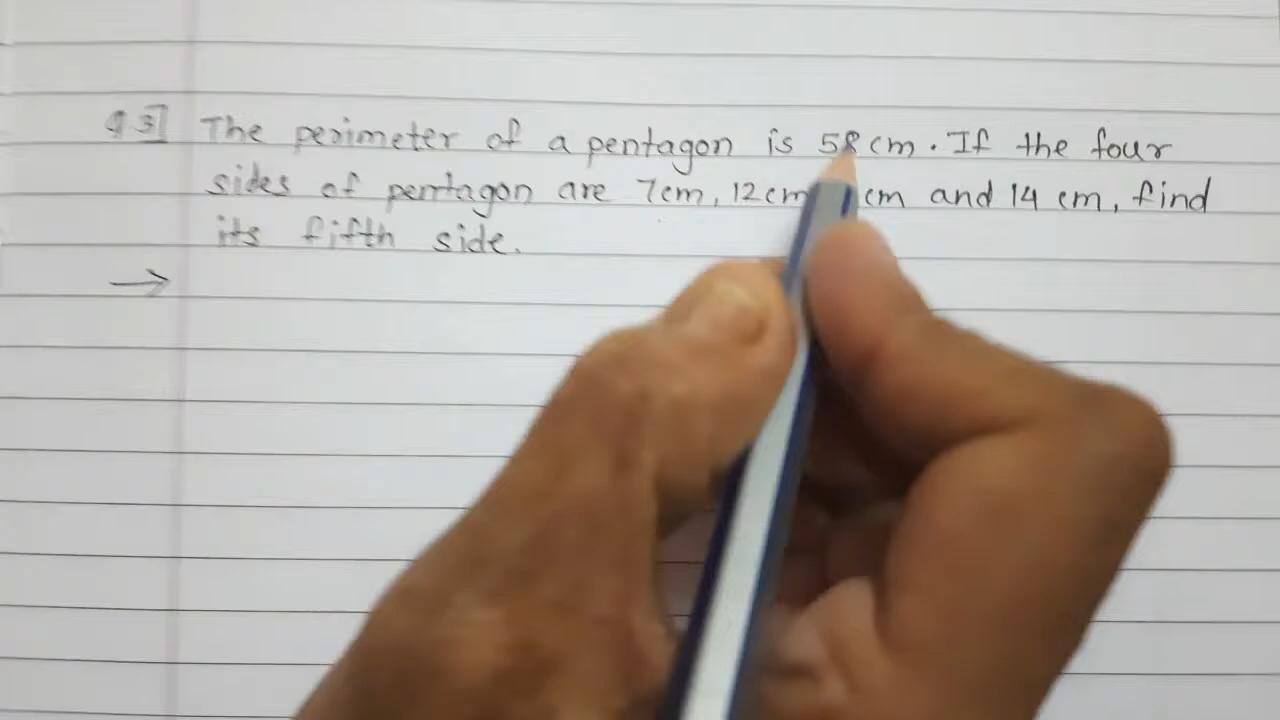 Q 3] The perimeter of a pentagon is 58 cm. If the four
sides of pentagon are 7cm, 12cm cm and 14 cm, find
its fifth side.
→